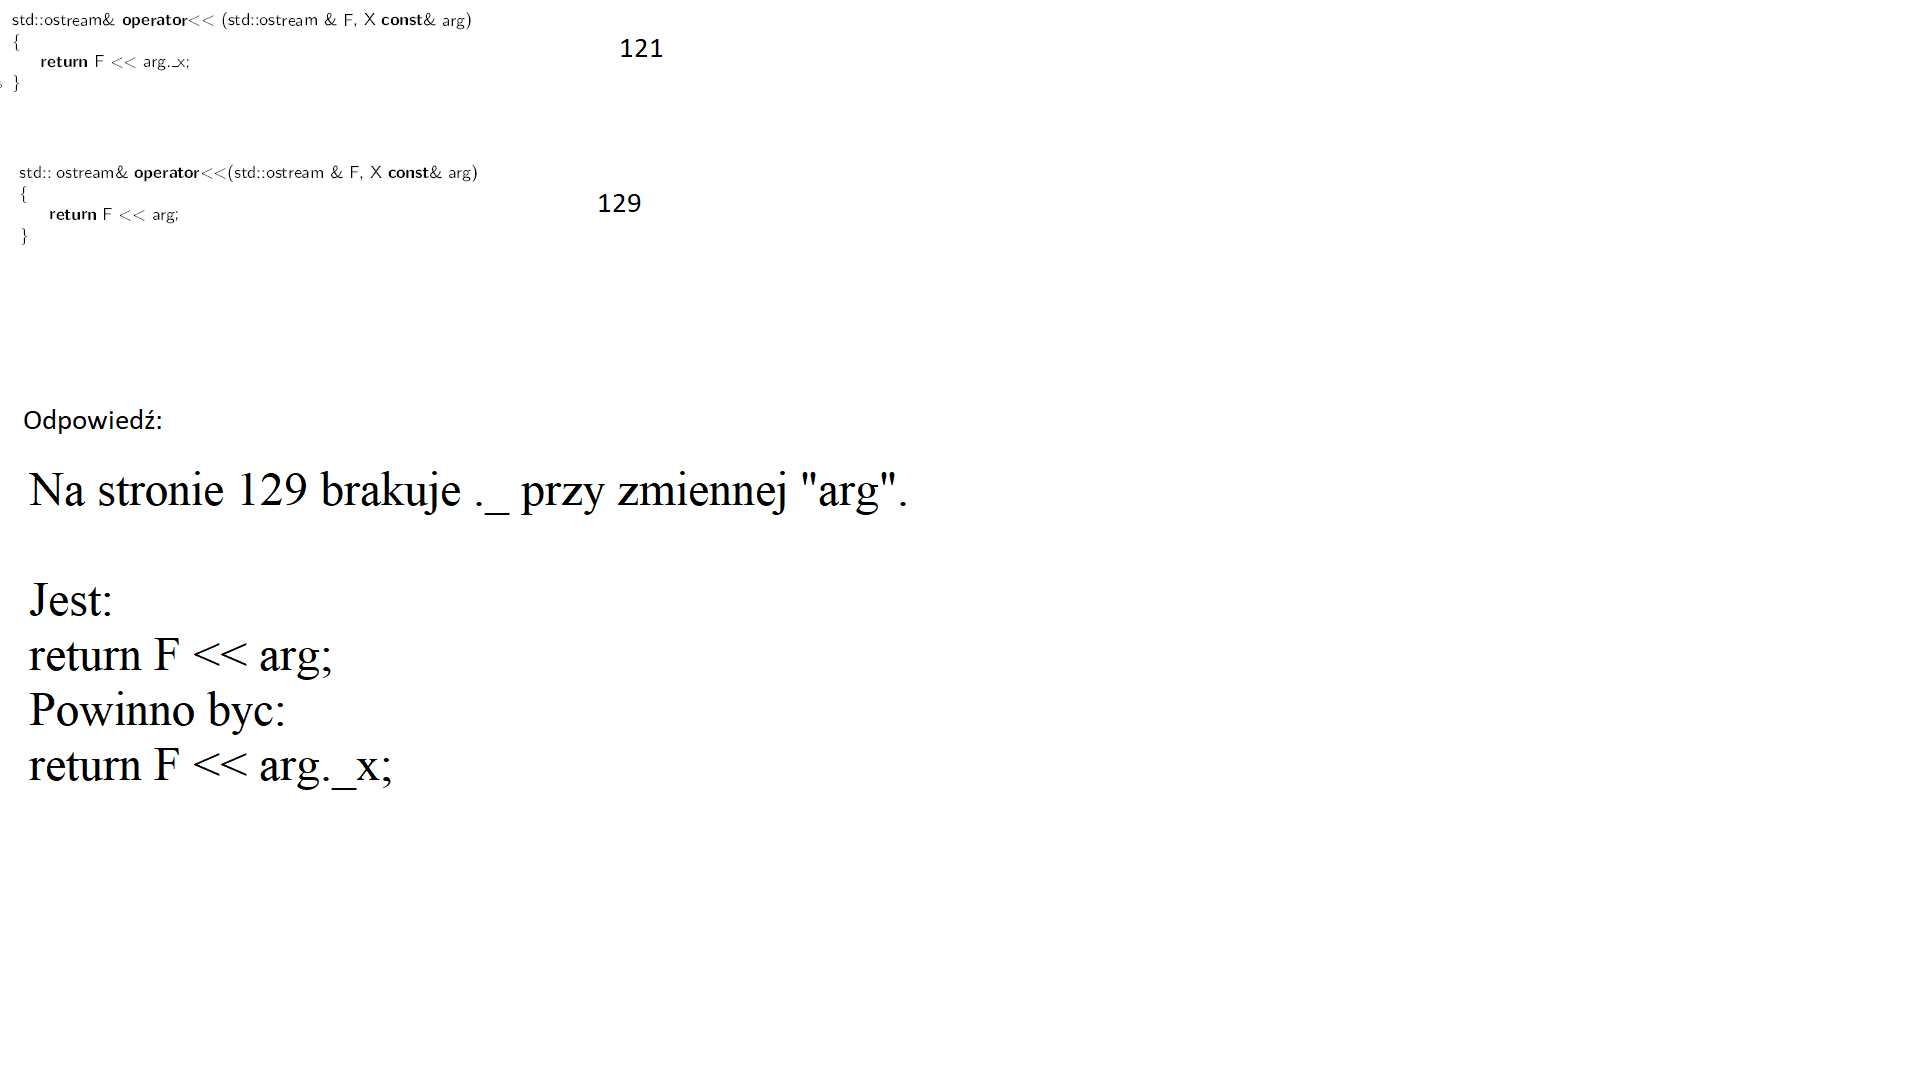 std::ostream& operator<< (std::ostream & F, X const& arg)
{
return F << arg._x;
}
121
std:: ostream& operator<<(std::ostream & F, X const& arg)
{
return F << arg;
}
129
Odpowiedź:
Na stronie 129 brakuje ._ przy zmiennej "arg".
Jest:
return F << arg;
Powinno byc:
return F << arg._x;